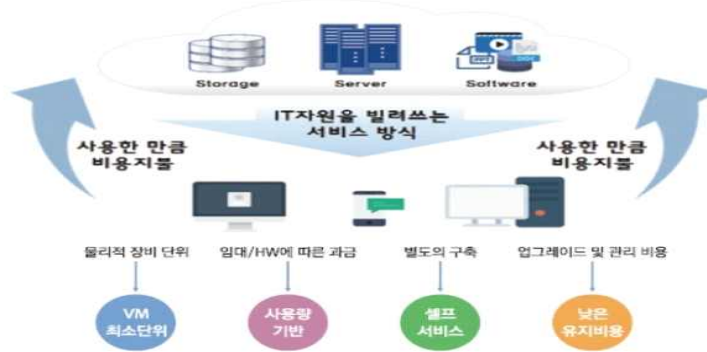 Storage
Server
Software
IT자원을 빌려쓰는
서비스 방식
사용한 만큼
비용지불
사용한 만큼
비용지불
물리적 장비 단위
임대/HW에 따른 과금
별도의 구축
업그레이드 및 관리 비용
VM
최소단위
사용량
기반
셀프
서비스
낮은
유지비용